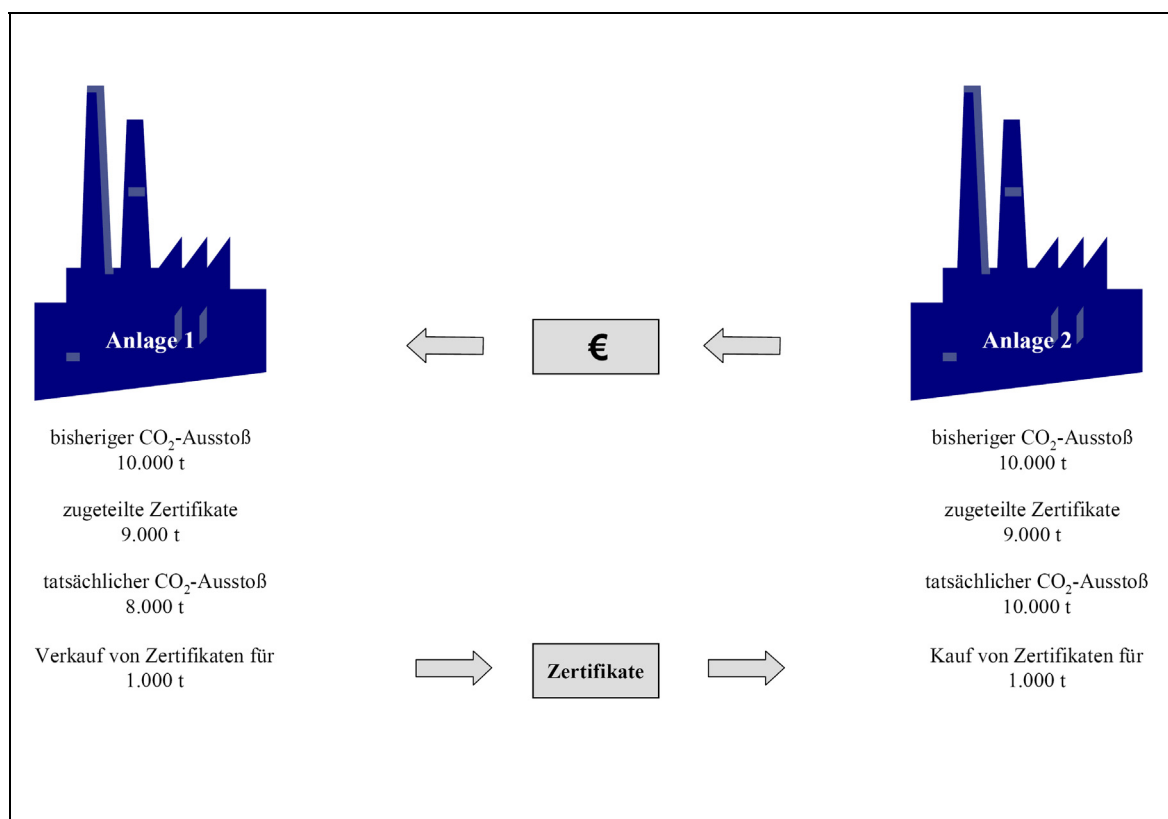 Anlage 1
bisheriger CO₂-Ausstoß
10.000 t
zugeteilte Zertifikate
9.000 t
tatsächlicher CO₂-Ausstoß
8.000 t
Verkauf von Zertifikaten für
1.000 t
€
Zertifikate
Anlage 2
bisheriger CO₂-Ausstoß
10.000 t
zugeteilte Zertifikate
9.000 t
tatsächlicher CO₂-Ausstoß
10.000 t
Kauf von Zertifikaten für
1.000 t